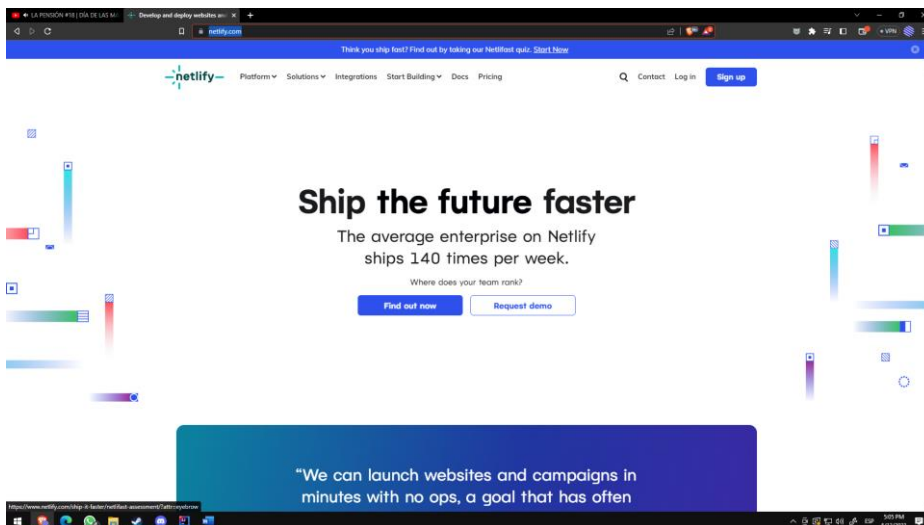 LA PENSIÓN #18 | DÍA DE LAS MA
Develop and deploy websites an
netlify.com
VPN
Think you ship fast? Find out by taking our Netlifast quiz. Start Now
netlify
Platform Solutions Integrations Start Building Docs Pricing
Contact Log in Sign up
Ship the future faster
The average enterprise on Netlify
ships 140 times per week.
Where does your team rank?
Find out now Request demo
“We can launch websites and campaigns in
minutes with no ops, a goal that has often
https://www.netlify.com/ship-it-faster/netlifast-assessment/?attr=eyebrow
ESP
5:05 PM